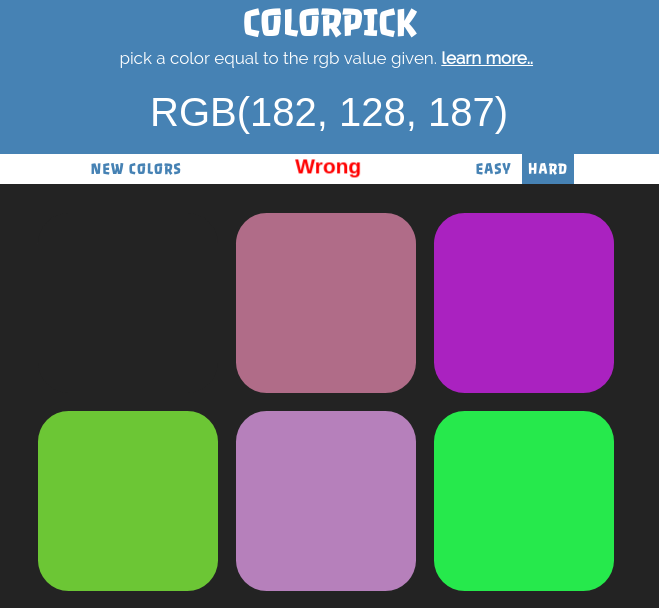 COLORPICK
pick a color equal to the rgb value given. learn more..
RGB(182, 128, 187)
NEW COLORS Wrong EASY HARD